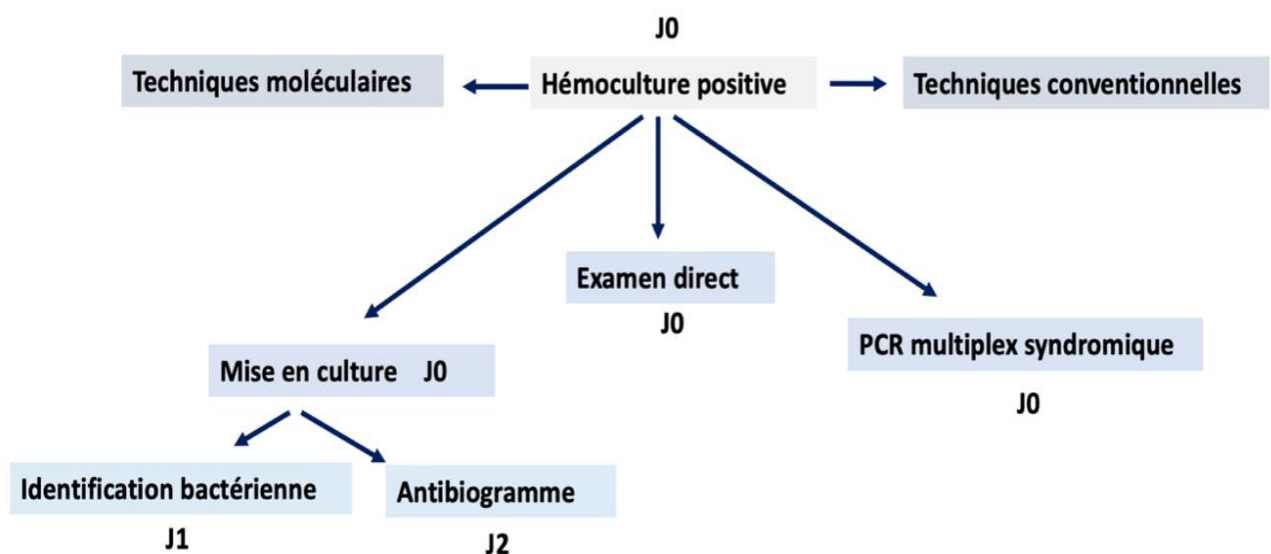 J0
Techniques moléculaires
Hémoculture positive
Techniques conventionnelles
Examen direct
J0
PCR multiplex syndromique
J0
Mise en culture J0
Identification bactérienne
J1
Antibiogramme
J2